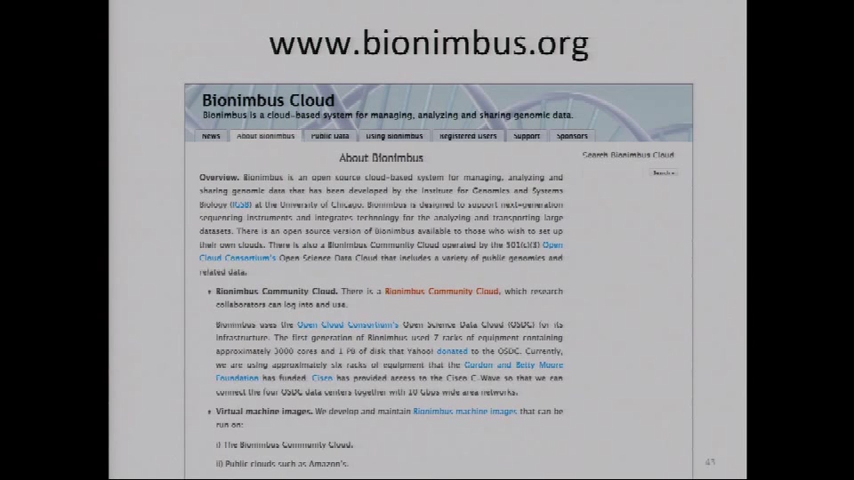 www.bionimbus.org
Bionimbus Cloud
Bionimbus is a cloud-based system for managing, analyzing and sharing genomic data.
News About Bionimbus Public Data Using Bionimbus Registered Users Support Sponsors
About Bionimbus
Search Bionimbus Cloud
Search
Overview. Bionimbus is an open source cloud-based system for managing, analyzing and
sharing genomic data that has been developed by the Institute for Genomics and Systems
Biology (IGSB) at the University of Chicago. Bionimbus is designed to support next-generation
sequencing instruments and integrates technology for the analyzing and transporting large
datasets. There is an open source version of Bionimbus available to those who wish to set up
their own clouds. There is also a Bionimbus Community Cloud operated by the 501(c)(3) Open
Cloud Consortium's Open Science Data Cloud that includes a variety of public genomics and
related data.
Bionimbus Community Cloud. There is a Bionimbus Community Cloud, which research
collaborators can log into and use.
Bionimbus uses the Open Cloud Consortium's Open Science Data Cloud (OSDC) for its
infrastructure. The first generation of Bionimbus used 7 racks of equipment containing
approximately 3000 cores and 1 PB of disk that Yahoo! donated to the OSDC. Currently,
we are using approximately six racks of equipment that the Gordon and Betty Moore
Foundation has funded. Cisco has provided access to the Cisco C-Wave so that we can
connect the four OSDC data centers together with 10 Gbps wide area networks.
Virtual machine images. We develop and maintain Bionimbus machine images that can be
run on:
i) The Bionimbus Community Cloud.
ii) Public clouds such as Amazon's.